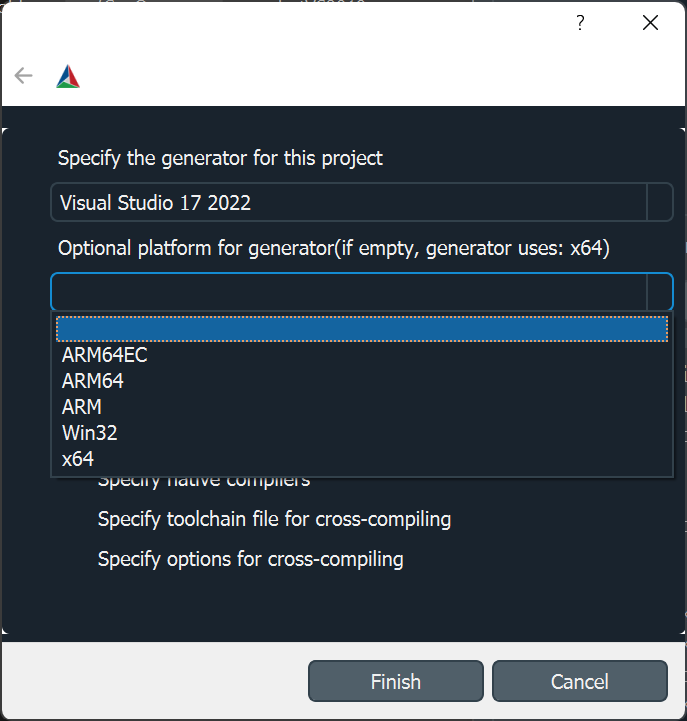 ?
Specify the generator for this project
Visual Studio 17 2022
Optional platform for generator(if empty, generator uses: x64)
ARM64EC
ARM64
ARM
Win32
x64
Specify native compilers
Specify toolchain file for cross-compiling
Specify options for cross-compiling
Finish
Cancel